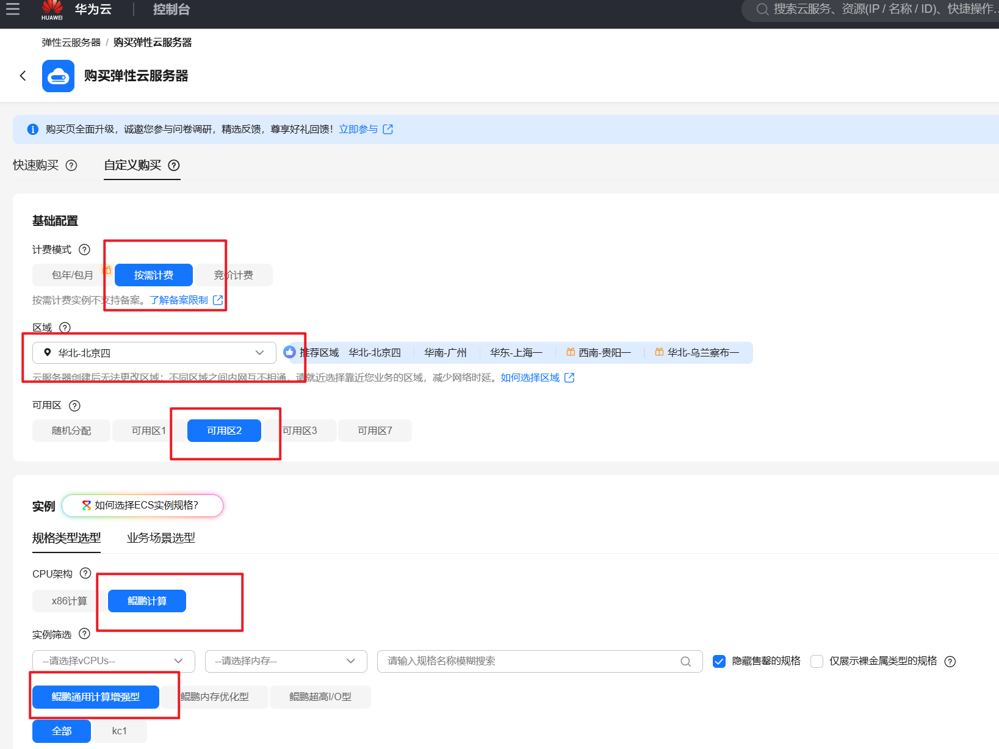 HUAWEI 华为云 控制台 搜索云服务、资源(IP / 名称 / ID)、快捷操作...
弹性云服务器 / 购买弹性云服务器
购买弹性云服务器
购买页全面升级，诚邀您参与问卷调研，精选反馈，尊享好礼回馈！立即参与
快速购买 自定义购买
基础配置
计费模式
包年/包月 按需计费 竞价计费
按需计费实例不支持备案。了解备案限制
区域
华北-北京四 推荐区域 华北-北京四 华南-广州 华东-上海一 西南-贵阳一 华北-乌兰察布一
云服务器创建后无法更改区域；不同区域之间内网互不相通，请就近选择靠近您业务的区域，减少网络时延。如何选择区域
可用区
随机分配 可用区1 可用区2 可用区3 可用区7
实例 如何选择ECS实例规格?
规格类型选型 业务场景选型
CPU架构
x86计算 鲲鹏计算
实例筛选
--请选择vCPUs-- --请选择内存-- 请输入规格名称模糊搜索 隐藏售罄的规格 仅展示裸金属类型的规格
鲲鹏通用计算增强型 鲲鹏内存优化型 鲲鹏超高I/O型
全部 kc1